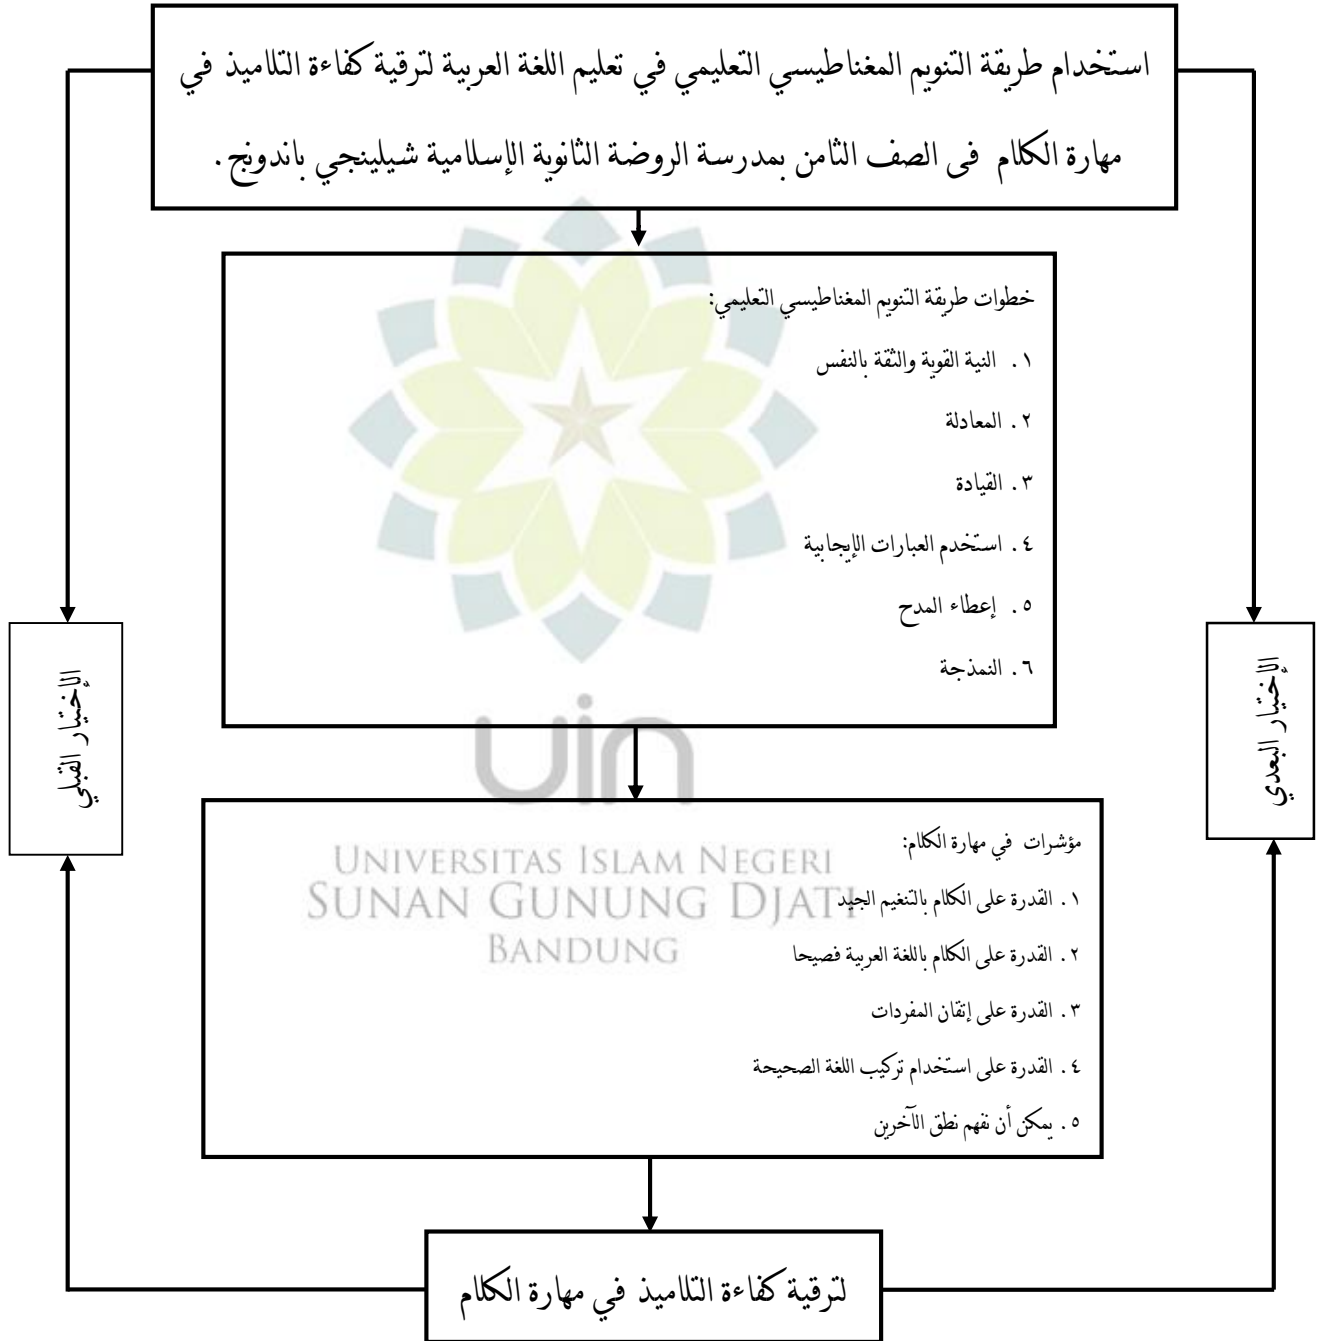 استخدام طريقة التنويم المغناطيسي التعليمي في تعليم اللغة العربية لترقية كفاءة التلاميذ في
مهارة الكلام فى الصف الثامن بمدرسة الروضة الثانوية الإسلامية شيلينجي باندونج.
خطوات طريقة التنويم المغناطيسي التعليمي:
١. النية القوية والثقة بالنفس
٢. المعادلة
٣. القيادة
٤. استخدم العبارات الإيجابية
٥. إعطاء المدح
٦. النمذجة
الإختبار البعدي
الإختبار القبلي
uin
UNIVERSITAS ISLAM NEGERI
SUNAN GUNUNG DJATI
BANDUNG
مؤشرات في مهارة الكلام:
١. القدرة على الكلام بالتنغيم الجيد
٢. القدرة على الكلام باللغة العربية فصيحا
٣. القدرة على إتقان المفردات
٤. القدرة على استخدام تركيب اللغة الصحيحة
٥. يمكن أن نفهم نطق الآخرين
لترقية كفاءة التلاميذ في مهارة الكلام